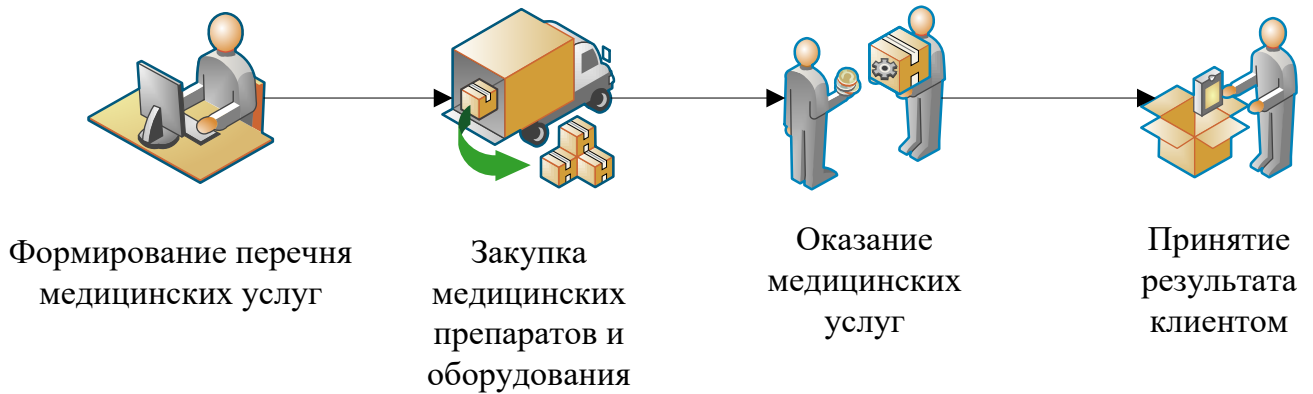 Формирование перечня
медицинских услуг
Закупка
медицинских
препаратов и
оборудования
Оказание
медицинских
услуг
Принятие
результата
клиентом